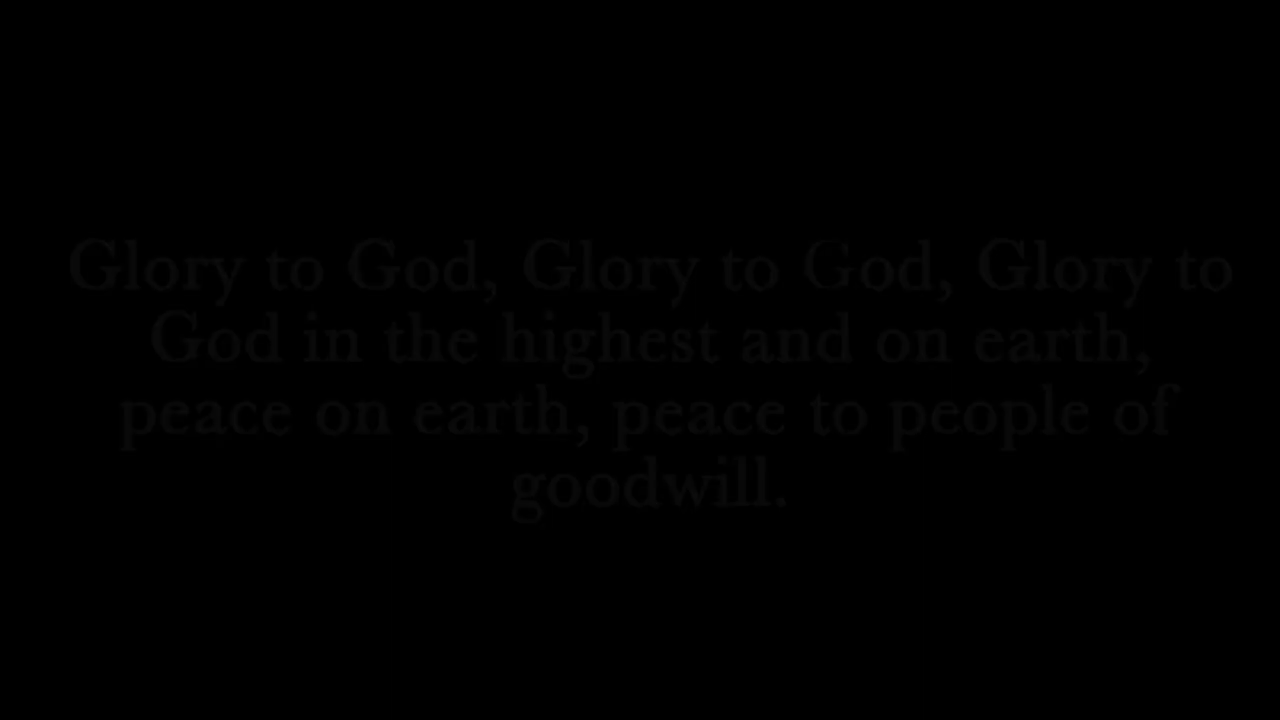 Glory to God, Glory to God, Glory to
God in the highest and on earth,
peace on earth, peace to people of
goodwill.